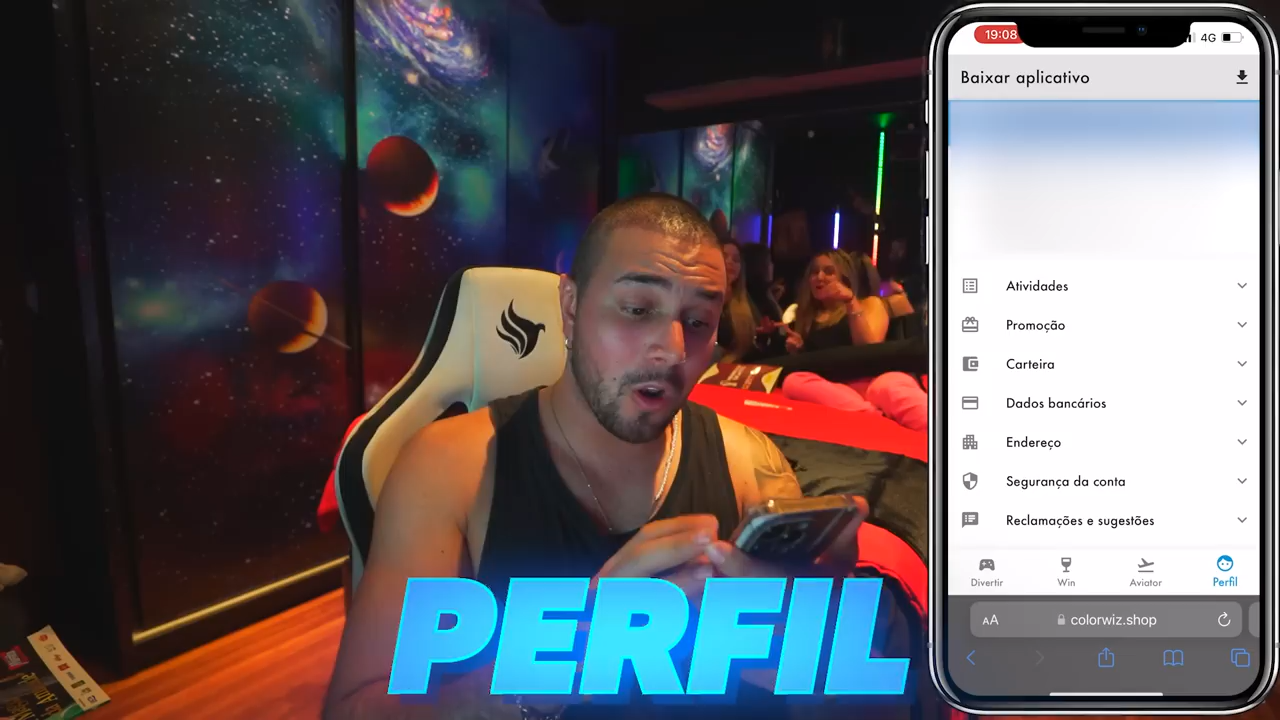 19:08
4G
Baixar aplicativo
Atividades
Promoção
Carteira
Dados bancários
Endereço
Segurança da conta
Reclamações e sugestões
Divertir
Win
Aviator
Perfil
AA
colorwiz.shop
PERFIL